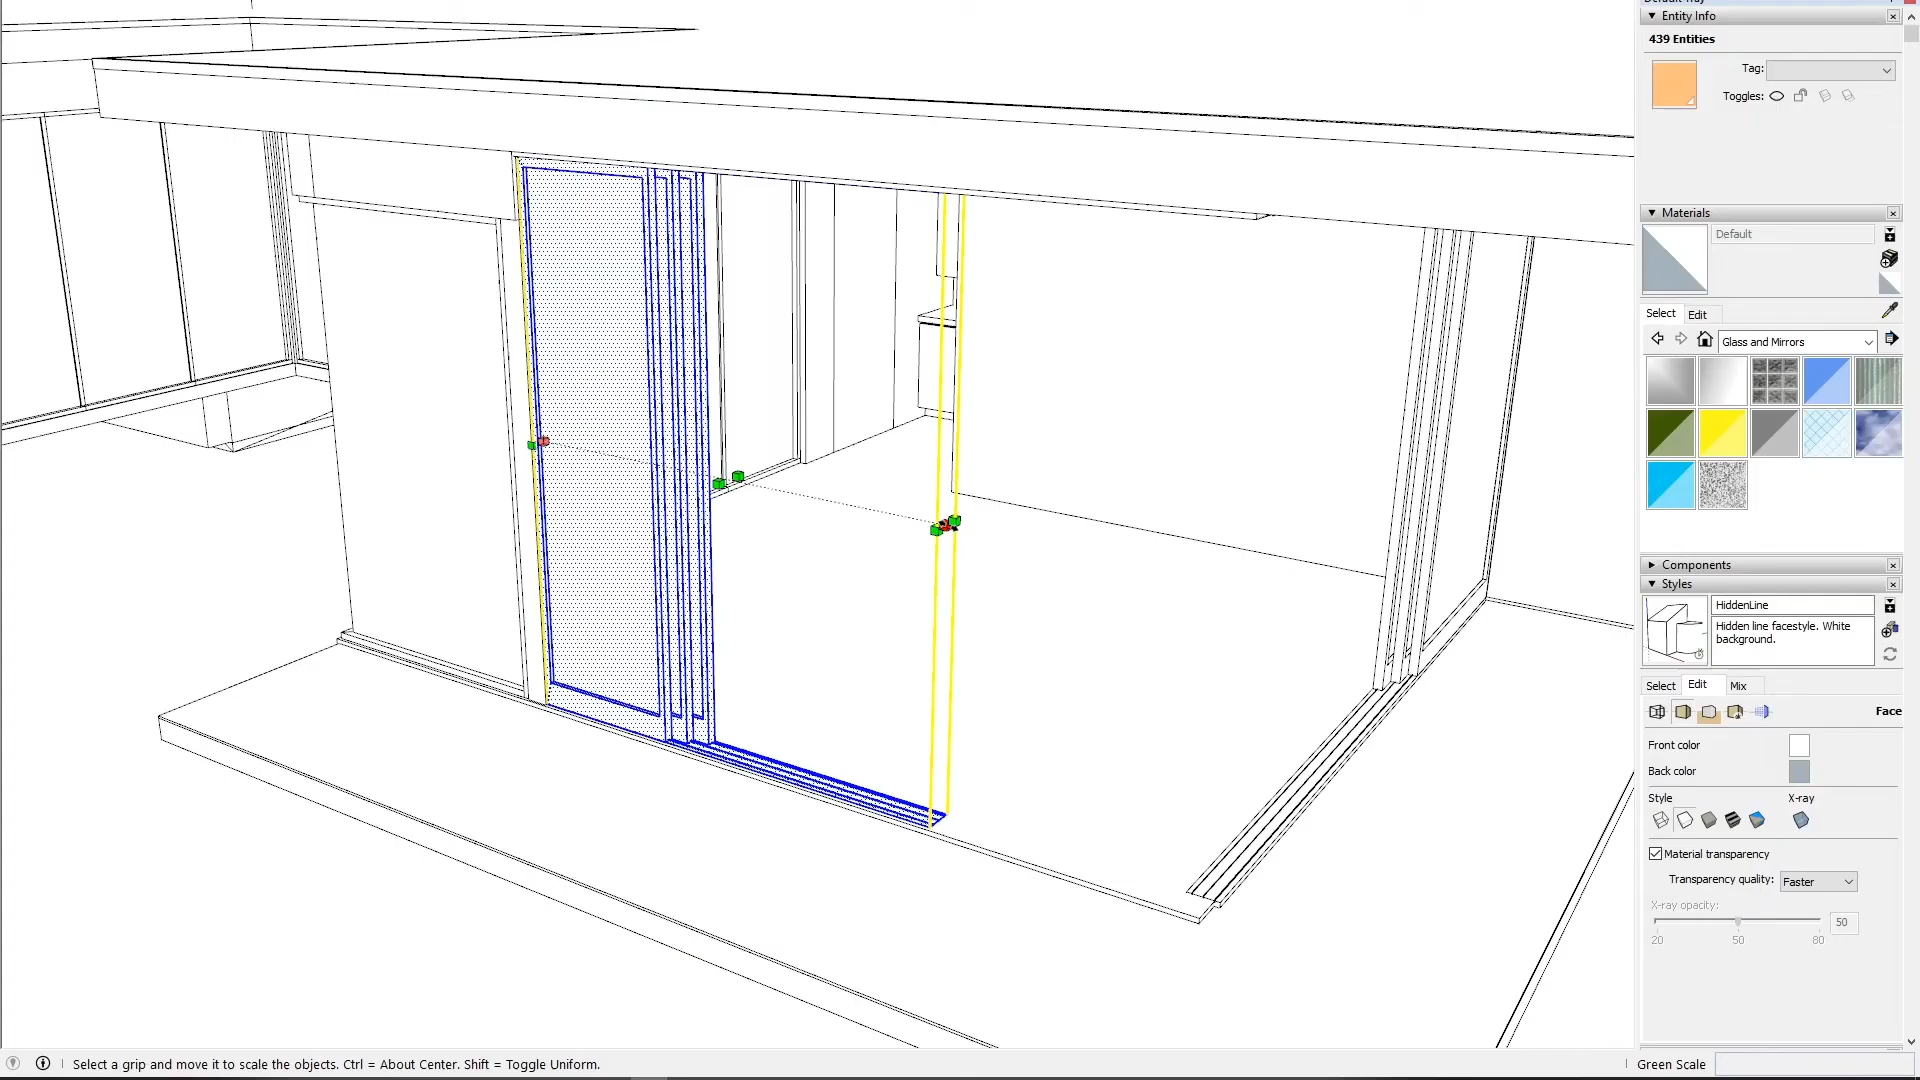 Default Tray
Entity Info
439 Entities
Tag:
Toggles:
Materials
Default
Select Edit
Glass and Mirrors
Components
Styles
HiddenLine
Hidden line facestyle. White
background.
Select Edit Mix
Face
Front color
Back color
Style X-ray
Material transparency
Transparency quality: Faster
X-ray opacity:
50
20 50 80
Select a grip and move it to scale the objects. Ctrl = About Center. Shift = Toggle Uniform.
Green Scale